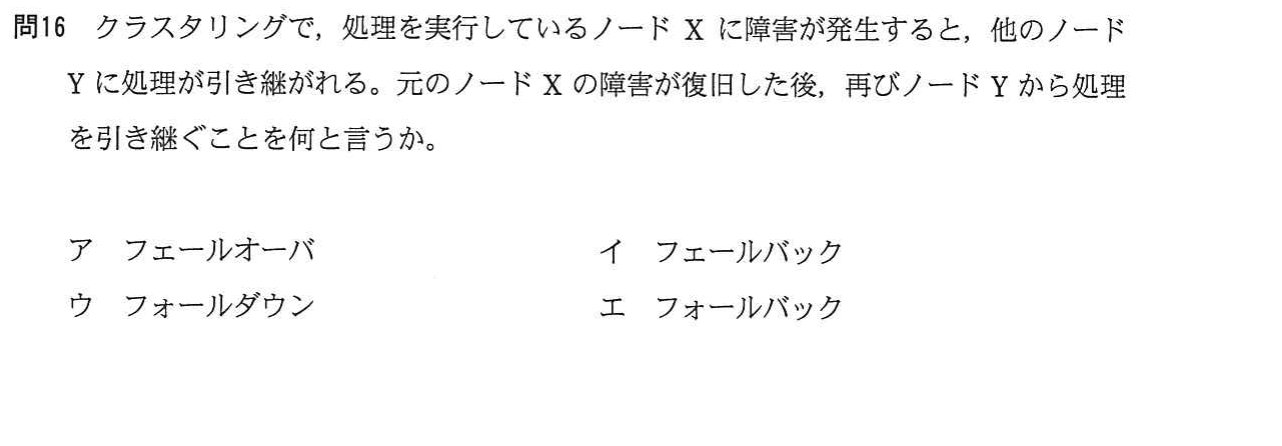 問16 クラスタリングで，処理を実行しているノード X に障害が発生すると，他のノード
Y に処理が引き継がれる。元のノード X の障害が復旧した後，再びノード Y から処理
を引き継ぐことを何と言うか。
ア フェールオーバ イ フェールバック
ウ フォールダウン エ フォールバック